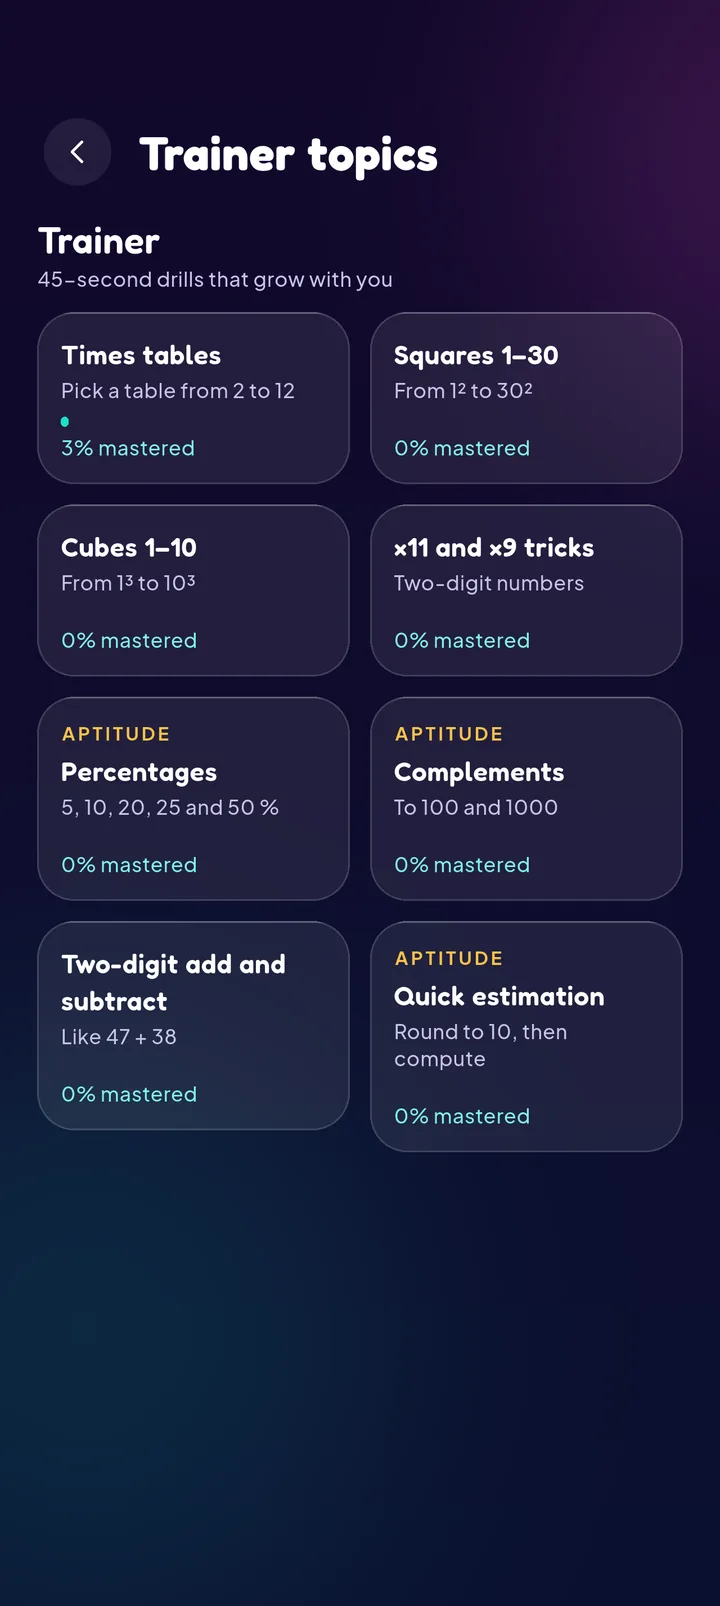 Trainer topics
Trainer
45-second drills that grow with you
Times tables
Pick a table from 2 to 12
3% mastered
Squares 1–30
From 1² to 30²
0% mastered
Cubes 1–10
From 1³ to 10³
0% mastered
×11 and ×9 tricks
Two-digit numbers
0% mastered
APTITUDE
Percentages
5, 10, 20, 25 and 50 %
0% mastered
APTITUDE
Complements
To 100 and 1000
0% mastered
Two-digit add and
subtract
Like 47 + 38
0% mastered
APTITUDE
Quick estimation
Round to 10, then
compute
0% mastered